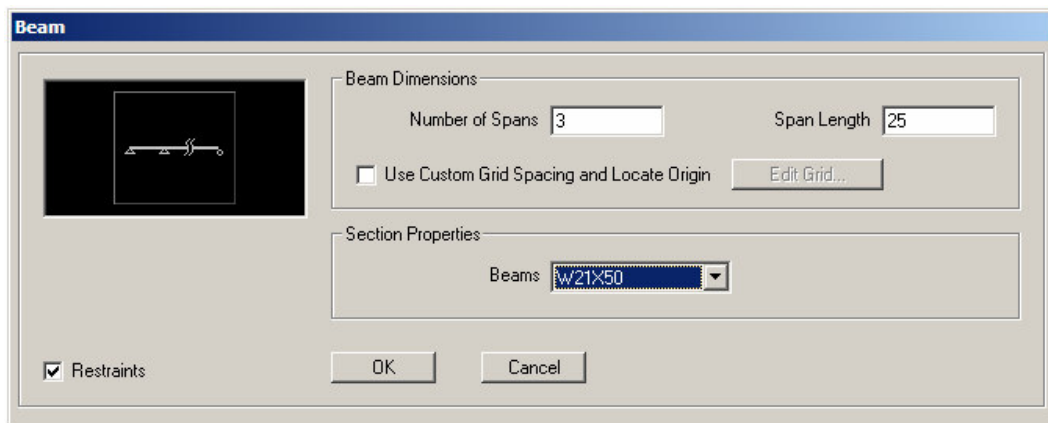 Beam
Beam Dimensions
Number of Spans 3 Span Length 25
Use Custom Grid Spacing and Locate Origin Edit Grid...
Section Properties
Beams W21X50
Restraints OK Cancel